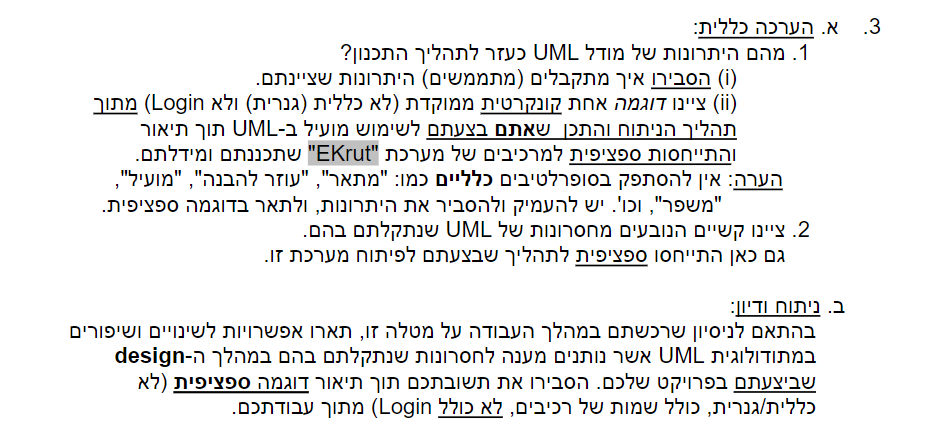 3. א. הערכה כללית:
1. מהם היתרונות של מודל UML כעזר לתהליך התכנון?
(i) הסבירו איך מתקבלים (מתממשים) היתרונות שציינתם.
(ii) ציינו דוגמה אחת קונקרטית ממוקדת (לא כללית (גנרית) ולא Login) מתוך
תהליך הניתוח והתכן שאתם בצעתם לשימוש מועיל ב-UML תוך תיאור
והתייחסות ספציפית למרכיבים של מערכת "EKrut" שתכננתם ומידלתם.
הערה: אין להסתפק בסופרלטיבים כלליים כמו: "מתאר", "עוזר להבנה", "מועיל",
"משפר", וכו'. יש להעמיק ולהסביר את היתרונות, ולתאר בדוגמה ספציפית.
2. ציינו קשיים הנובעים מחסרונות של UML שנתקלתם בהם.
גם כאן התייחסו ספציפית לתהליך שבצעתם לפיתוח מערכת זו.
ב. ניתוח ודיון:
בהתאם לניסיון שרכשתם במהלך העבודה על מטלה זו, תארו אפשרויות לשינויים ושיפורים
במתודולוגית UML אשר נותנים מענה לחסרונות שנתקלתם בהם במהלך ה-design
שביצעתם בפרויקט שלכם. הסבירו את תשובתכם תוך תיאור דוגמה ספציפית (לא
כללית/גנרית, כולל שמות של רכיבים, לא כולל Login) מתוך עבודתכם.